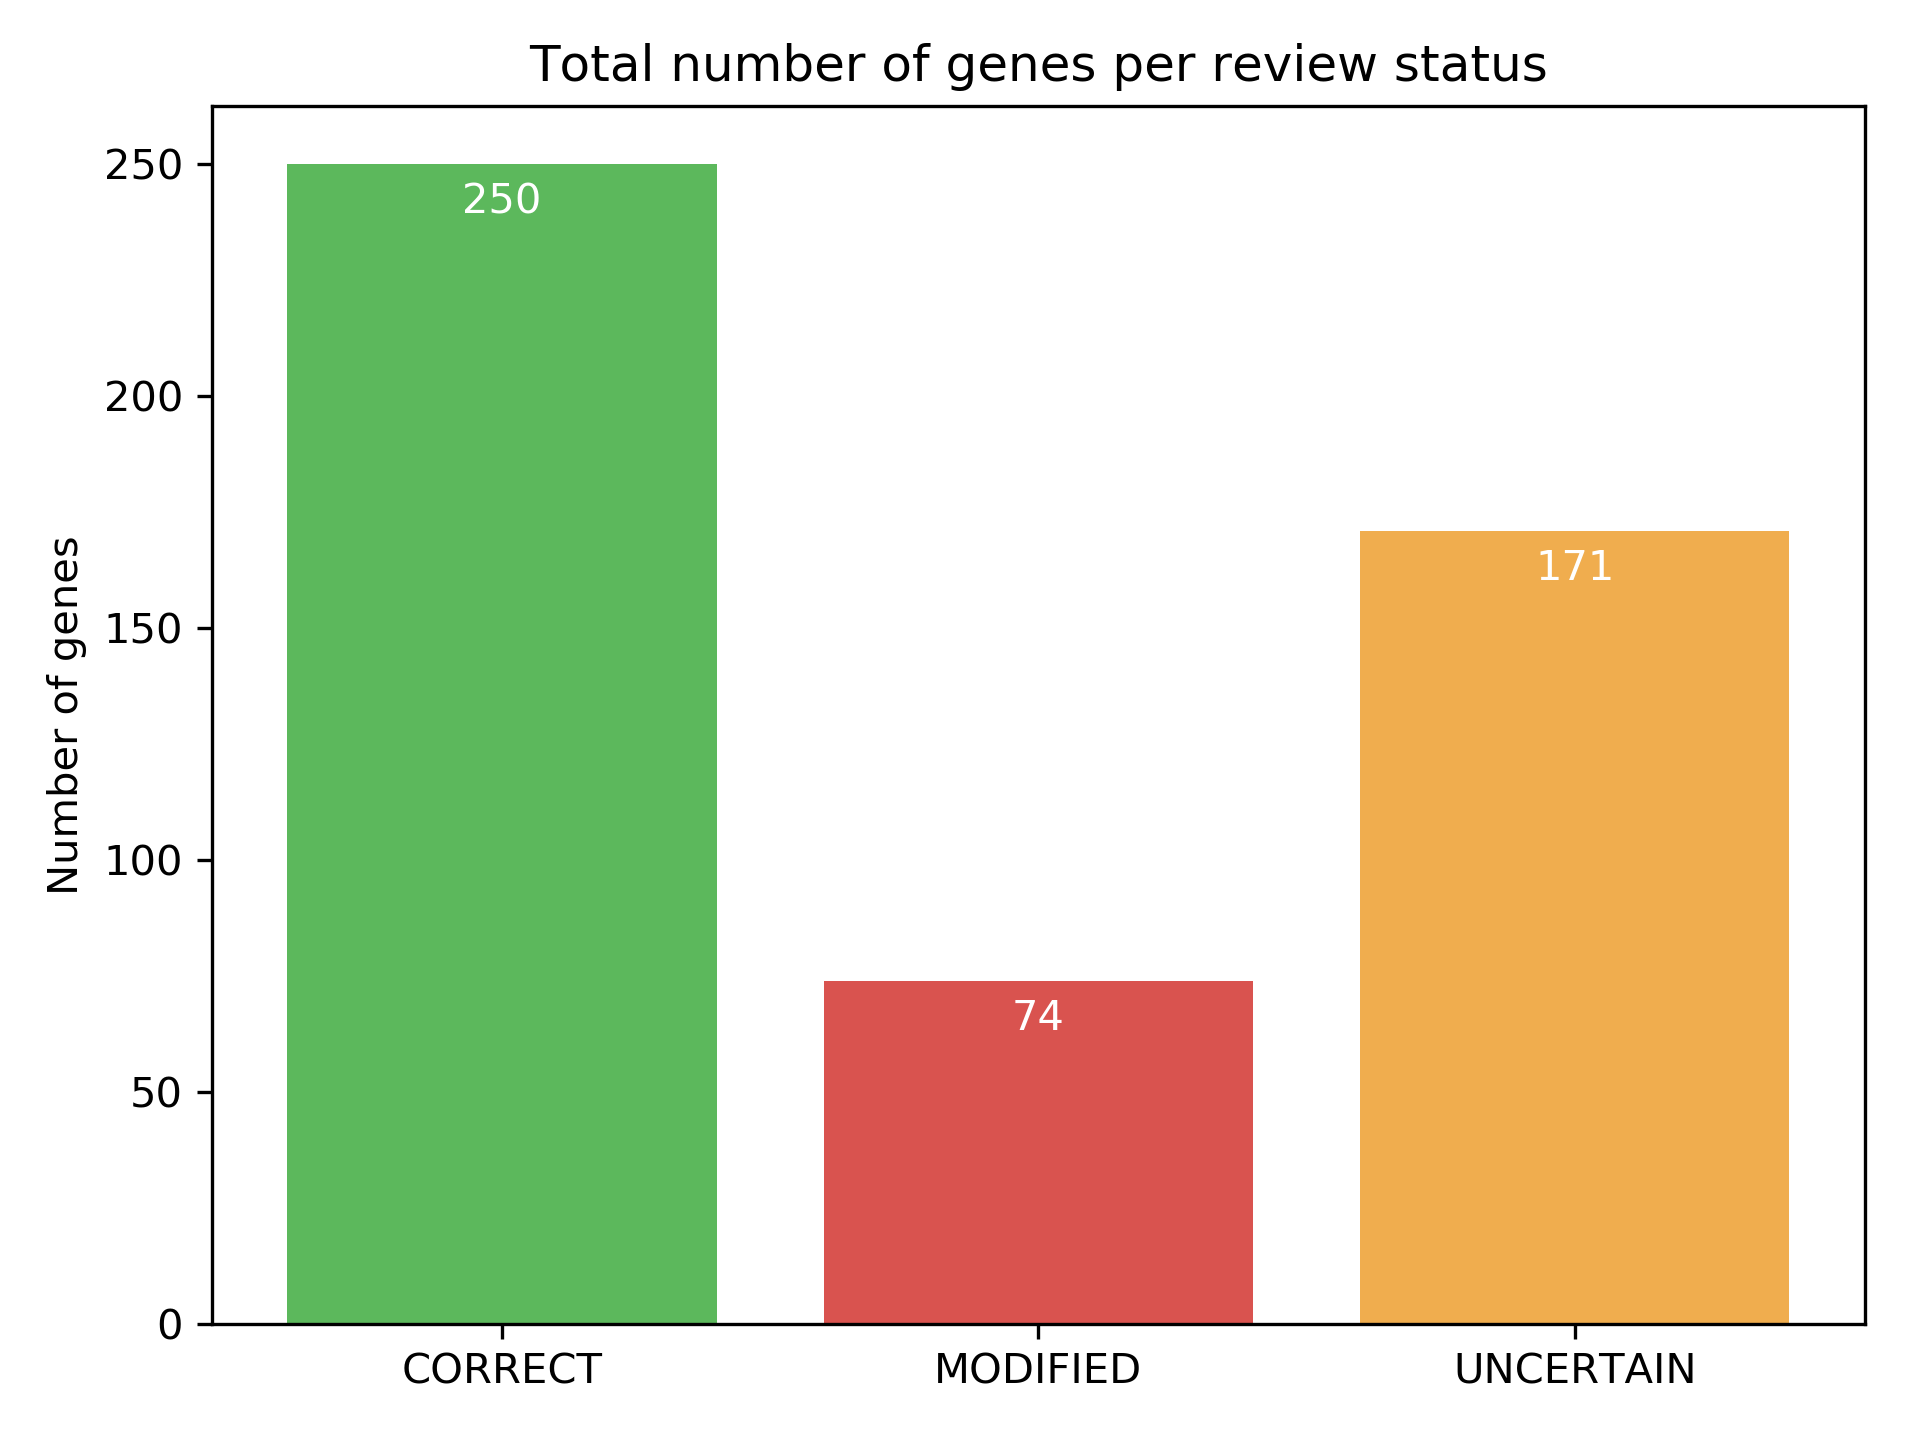 Total number of genes per review status
Number of genes
250
200
150
100
50
0
250
74
171
CORRECT
MODIFIED
UNCERTAIN